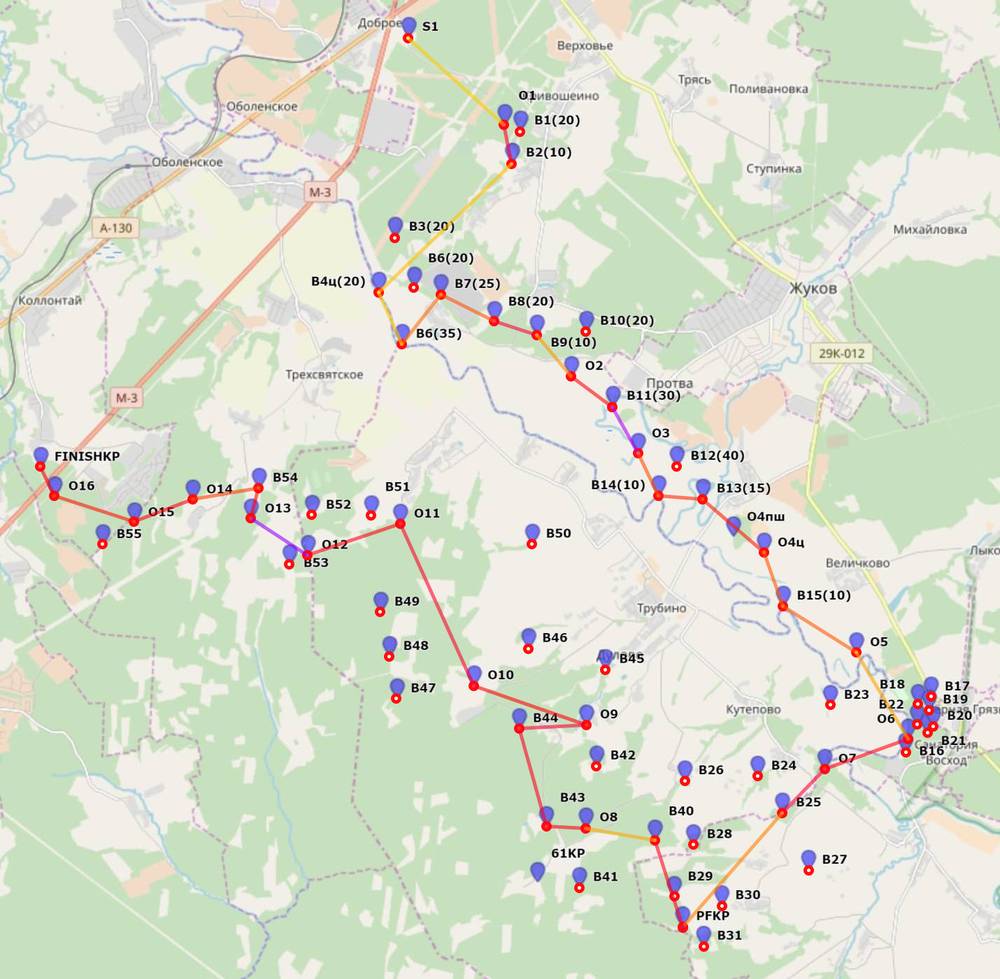 Доброе
S1
Верховье
Трясь
Поливановка
O1
ривошеино
B1(20)
Оболенское
B2(10)
Оболенское
Ступинка
М-3
А-130
B3(20)
Михайловка
B6(20)
B4ц(20)
B7(25)
Жуков
Коллонтай
B8(20)
B10(20)
B6(35)
B9(10)
29К-012
O2
Трехсвятское
Протва
М-3
B11(30)
O3
FINISHKP
B12(40)
B54
O16
O14
B51
B14(10)
B13(15)
O13
B52
O15
O11
O4пш
B55
O12
B50
O4ц
B53
Лыко
Величково
B15(10)
B49
Трубино
B48
B46
O5
B45
O10
B47
B18
B17
B23
B22
B19
Кутепово
рная Гряз
B44
O9
O6
B20
B21
Санатория
Восход
B16
B42
O7
B26
B24
B43
O8
B40
B25
B28
61KP
B27
B41
B29
B30
PFKP
B31